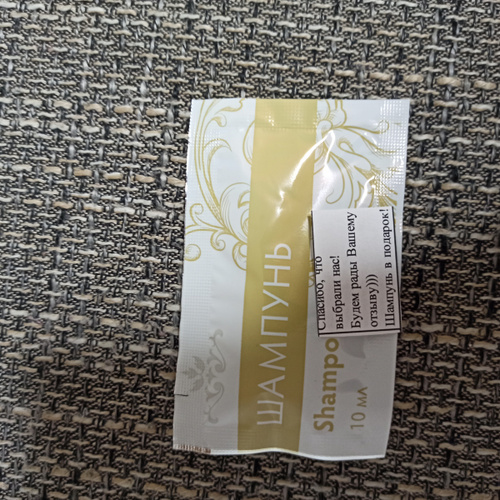 ШАМПУНЬ
Shampo
10 мл
Спасибо, что
выбрали нас!
Будем рады Вашему
отзыву)))
Шампунь в подарок!